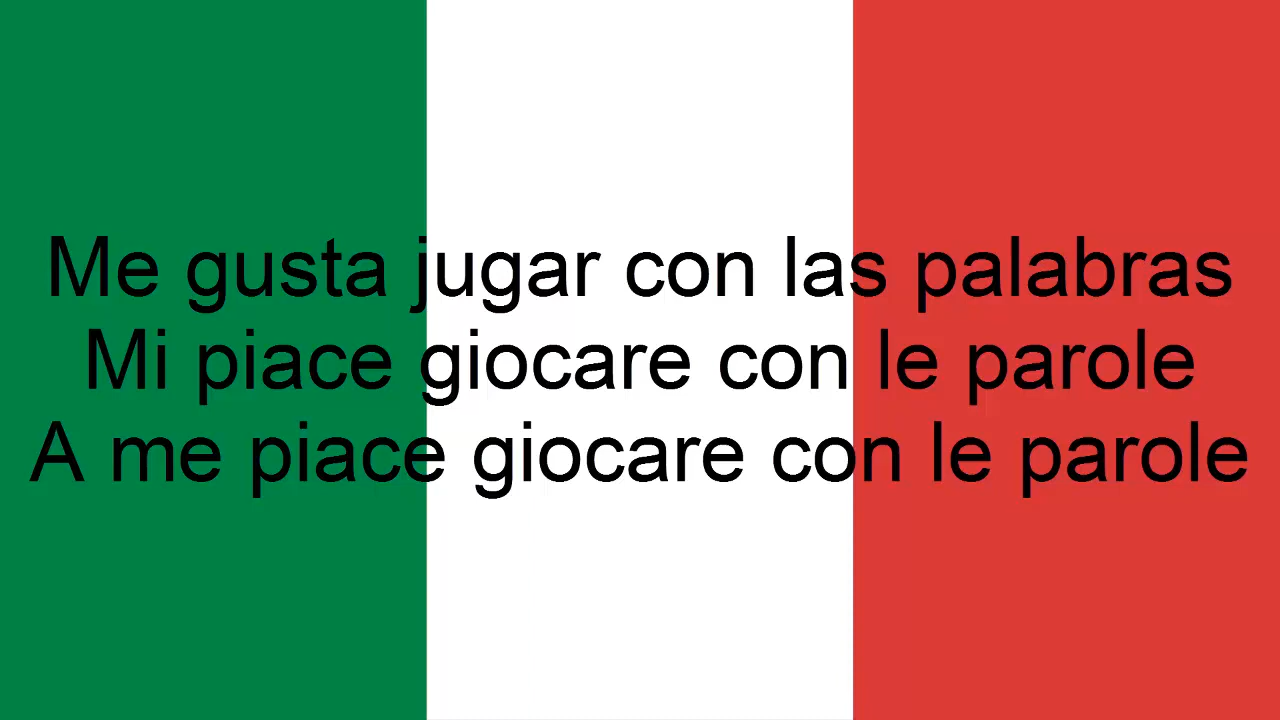 Me gusta jugar con las palabras
Mi piace giocare con le parole
A me piace giocare con le parole